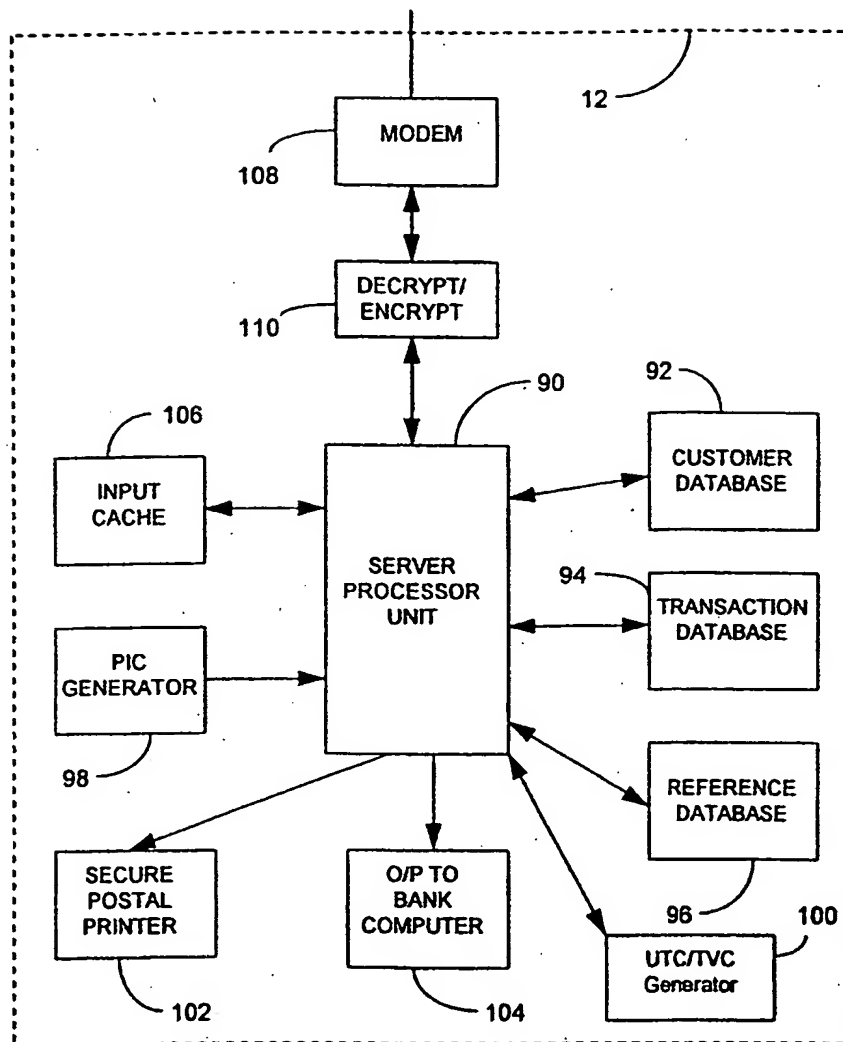 12
MODEM
108
DECRYPT/
ENCRYPT
110
90
92
106
INPUT
CACHE
CUSTOMER
DATABASE
SERVER
PROCESSOR
UNIT
94
TRANSACTION
DATABASE
PIC
GENERATOR
98
REFERENCE
DATABASE
96
SECURE
POSTAL
PRINTER
102
O/P TO
BANK
COMPUTER
104
100
UTC/TVC
Generator